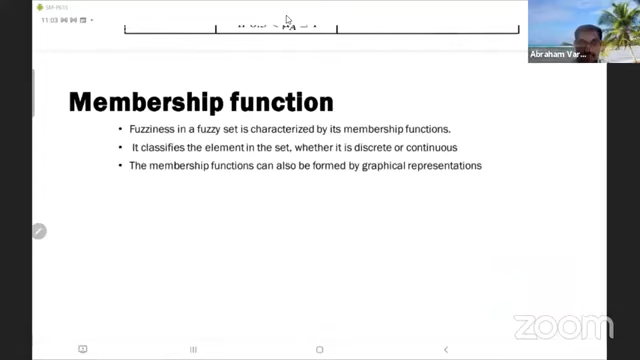 SM-P615
11:03
Abraham Var...
Membership function
• Fuzziness in a fuzzy set is characterized by its membership functions.
• It classifies the element in the set, whether it is discrete or continuous
• The membership functions can also be formed by graphical representations
zoom